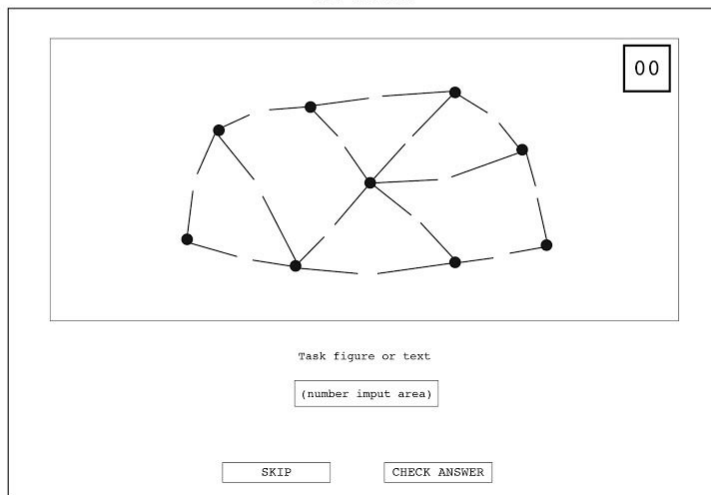 00
Task figure or text
(number imput area)
SKIP
CHECK ANSWER